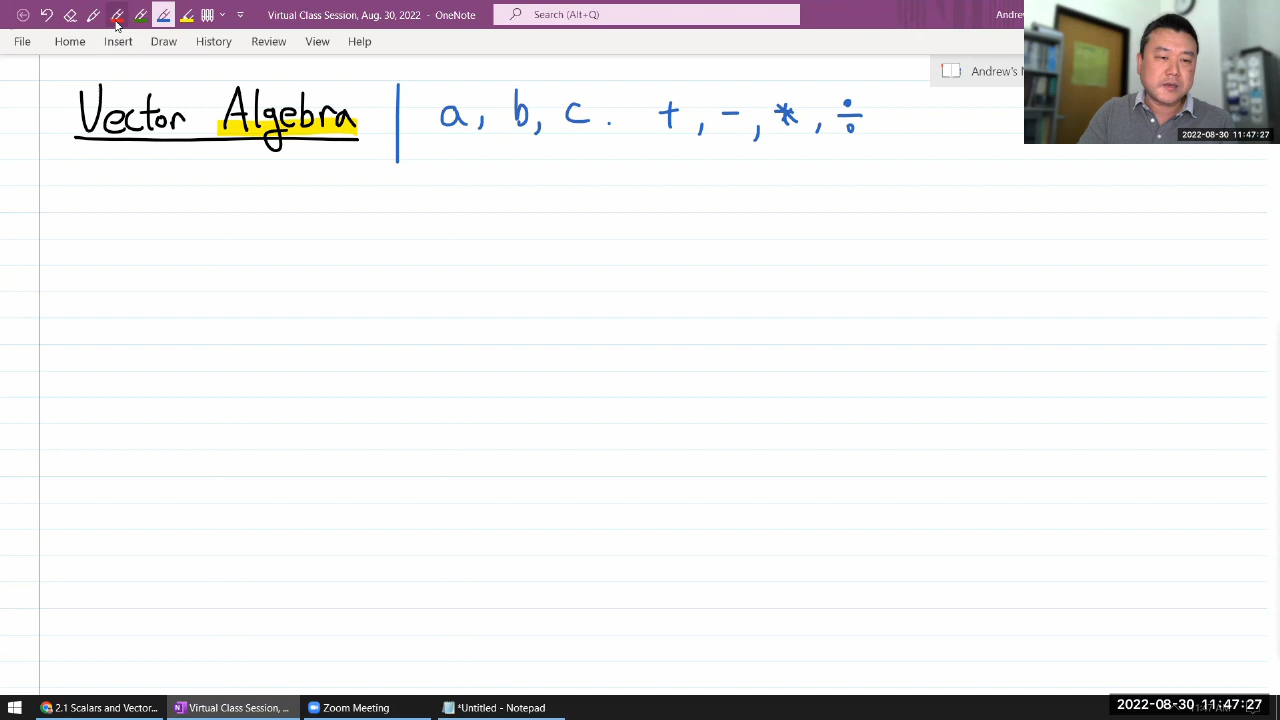 Virtual Class Session, Aug. 30, 2022 - OneNote
Search (Alt+Q)
File Home Insert Draw History Review View Help
Vector Algebra | a, b, c. +, -, *, ÷
Andrew's
2022-08-30 11:47:27
2.1 Scalars and Vector...
Virtual Class Session, ...
Zoom Meeting
*Untitled - Notepad
2022-08-30 11:47:27